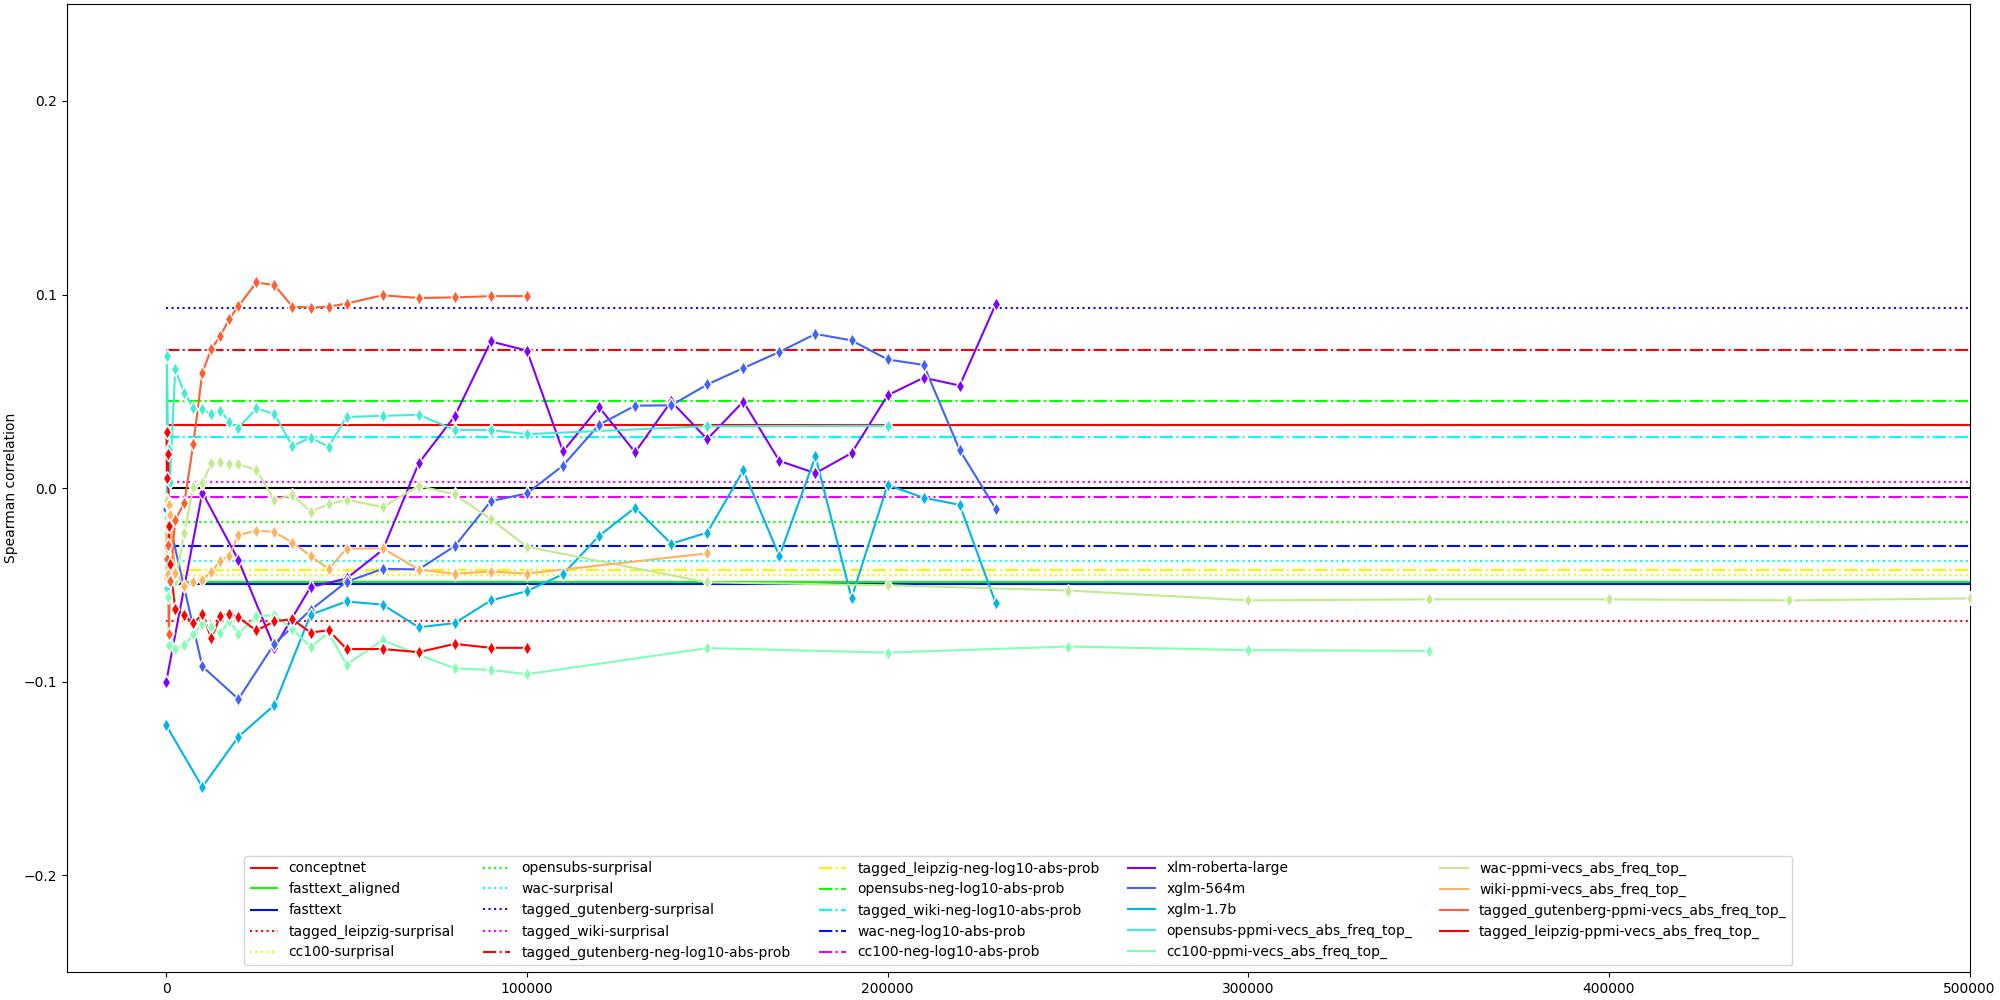 Spearman correlation
0.2
0.1
0.0
−0.1
−0.2
0
100000
200000
300000
400000
500000
conceptnet
fasttext_aligned
fasttext
tagged_leipzig-surprisal
cc100-surprisal
opensubs-surprisal
wac-surprisal
tagged_gutenberg-surprisal
tagged_wiki-surprisal
tagged_gutenberg-neg-log10-abs-prob
tagged_leipzig-neg-log10-abs-prob
opensubs-neg-log10-abs-prob
tagged_wiki-neg-log10-abs-prob
wac-neg-log10-abs-prob
cc100-neg-log10-abs-prob
xlm-roberta-large
xglm-564m
xglm-1.7b
opensubs-ppmi-vecs_abs_freq_top_
cc100-ppmi-vecs_abs_freq_top_
wac-ppmi-vecs_abs_freq_top_
wiki-ppmi-vecs_abs_freq_top_
tagged_gutenberg-ppmi-vecs_abs_freq_top_
tagged_leipzig-ppmi-vecs_abs_freq_top_